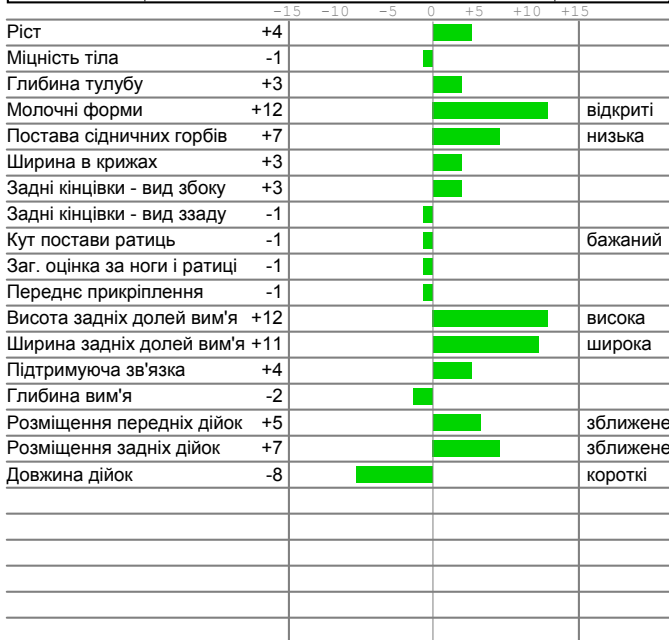 -15 -10 -5 0 +5 +10 +15
Ріст +4
Міцність тіла -1
Глибина тулубу +3
Молочні форми +12 відкриті
Постава сідничних горбів +7 низька
Ширина в крижах +3
Задні кінцівки - вид збоку +3
Задні кінцівки - вид ззаду -1
Кут постави ратиць -1 бажаний
Заг. оцінка за ноги і ратиці -1
Переднє прикріплення -1
Висота задніх долей вим'я +12 висока
Ширина задніх долей вим'я +11 широка
Підтримуюча зв'язка +4
Глибина вим'я -2
Розміщення передніх дійок +5 зближене
Розміщення задніх дійок +7 зближене
Довжина дійок -8 короткі